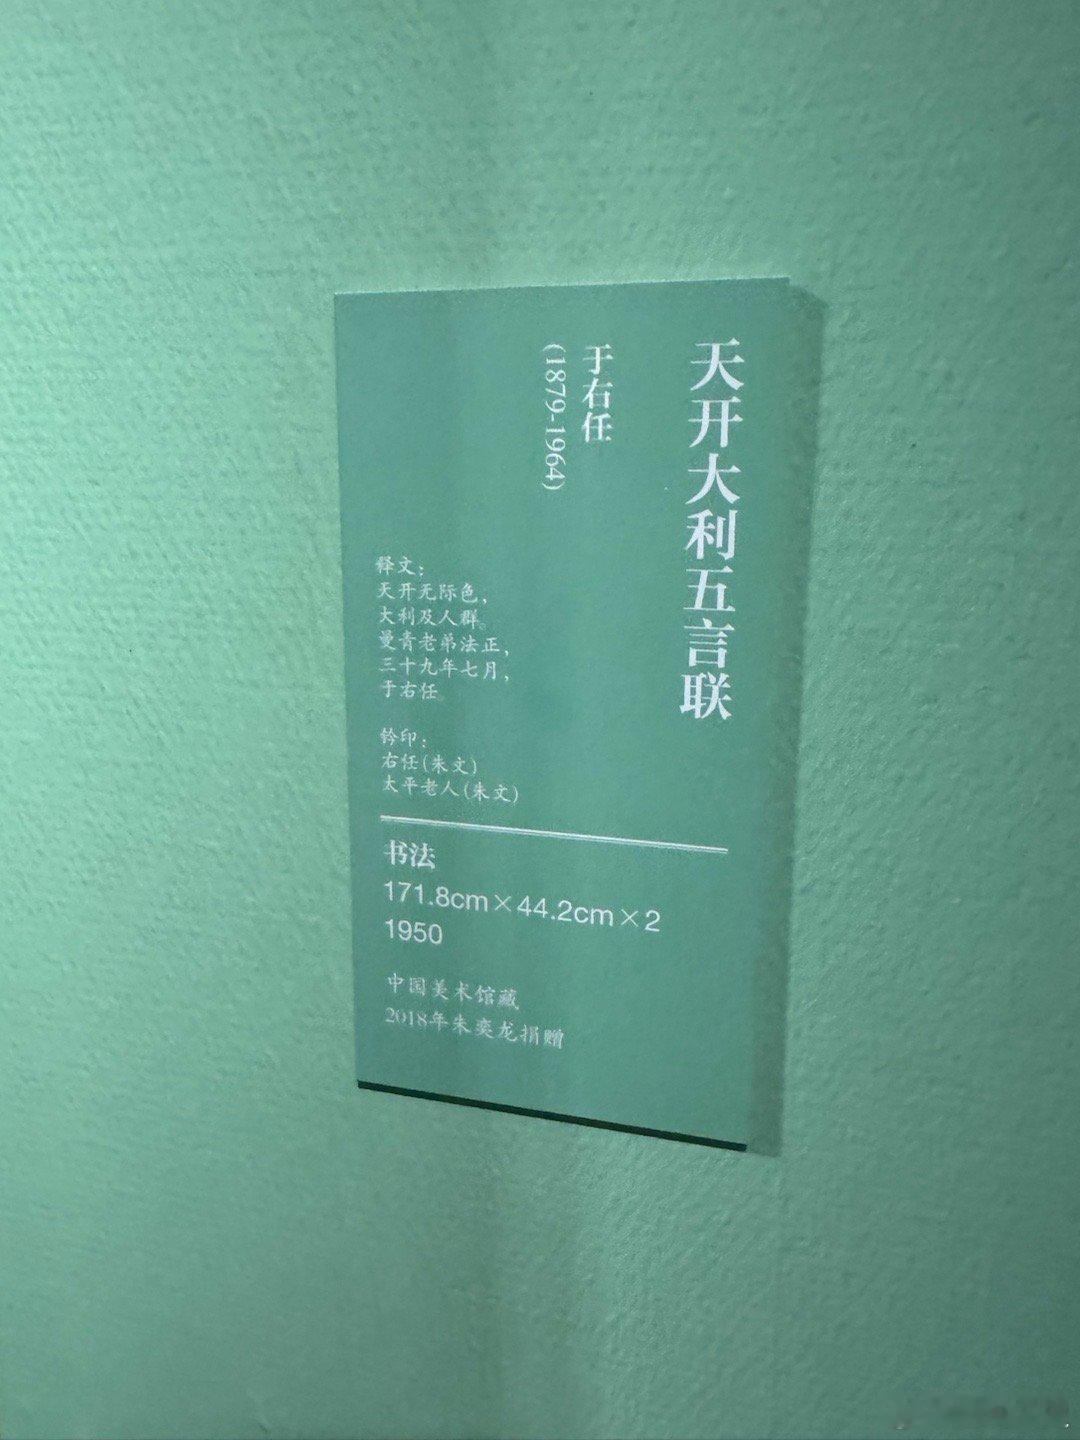 天开大利五言联
于右任
(1879-1964)
释文：
天开无际色，
大利及人群。
曼青老弟法正，
三十九年七月，
于右任。
钤印：
右任(朱文)
太平老人(朱文)
书法
171.8cm×44.2cm×2
1950
中国美术馆藏
2018年朱奕龙捐赠